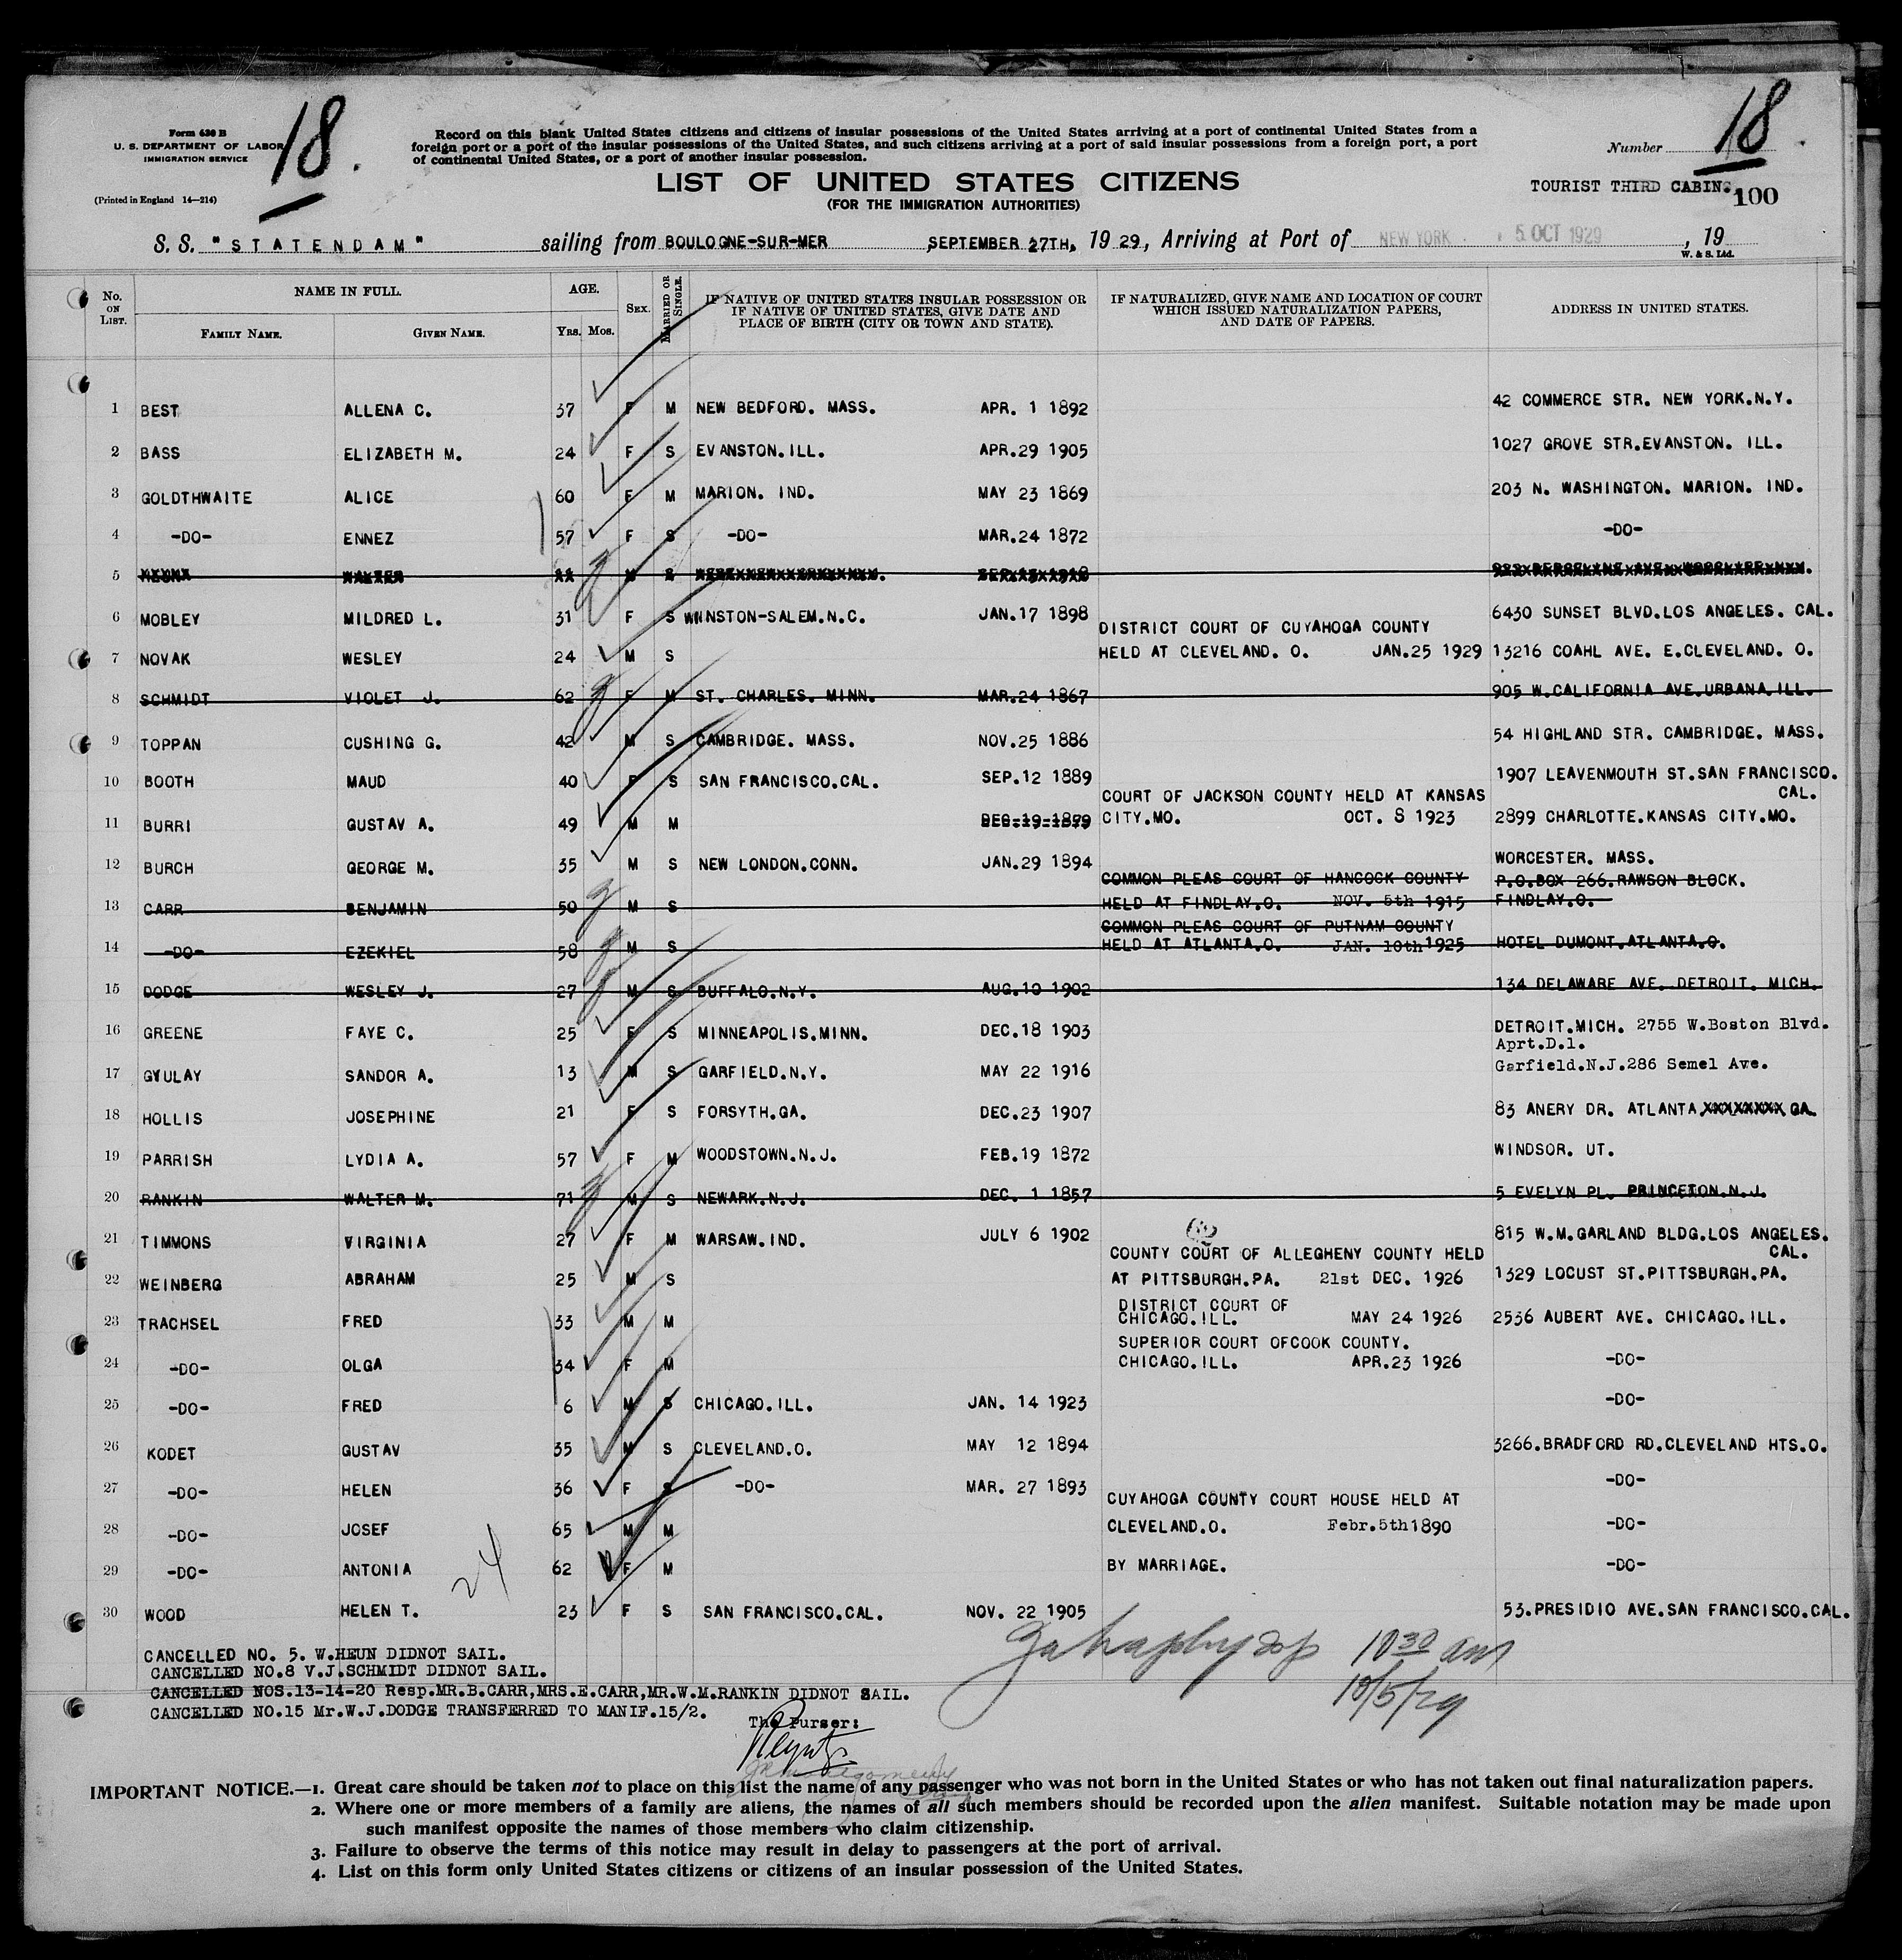 Form 630 B
U. S. DEPARTMENT OF LABOR
IMMIGRATION SERVICE
(Printed in England 14—214)
18.
Record on this blank United States citizens and citizens of insular possessions of the United States arriving at a port of continental United States from a
foreign port or a port of the insular possessions of the United States, and such citizens arriving at a port of said insular possessions from a foreign port, a port
of continental United States, or a port of another insular possession.
Number 18.
LIST OF UNITED STATES CITIZENS
(FOR THE IMMIGRATION AUTHORITIES)
TOURIST THIRD CABIN.
100
S. S. "STATENDAM" sailing from BOULOGNE-SUR-MER, SEPTEMBER 27TH, 19 29, Arriving at Port of NEW YORK 5 OCT 1929, 19
W. & S. Ltd.
No. ON LIST. NAME IN FULL. AGE. SEX. MARRIED OR SINGLE. IF NATIVE OF UNITED STATES INSULAR POSSESSION OR IF NATIVE OF UNITED STATES, GIVE DATE AND PLACE OF BIRTH (CITY OR TOWN AND STATE). IF NATURALIZED, GIVE NAME AND LOCATION OF COURT WHICH ISSUED NATURALIZATION PAPERS, AND DATE OF PAPERS. ADDRESS IN UNITED STATES.
FAMILY NAME. GIVEN NAME. Yrs. Mos.
1 BEST ALLENA C. 37 F M NEW BEDFORD. MASS. APR. 1 1892 42 COMMERCE STR. NEW YORK.N.Y.
2 BASS ELIZABETH M. 24 F S EVANSTON.ILL. APR.29 1905 1027 GROVE STR.EVANSTON. ILL.
3 GOLDTHWAITE ALICE 60 F M MARION. IND. MAY 23 1869 203 N. WASHINGTON. MARION. IND.
4 -DO- ENNEZ 57 F S -DO- MAR.24 1872 -DO-
5 WALTER M S
6 MOBLEY MILDRED L. 31 F S WINSTON-SALEM.N.C. JAN.17 1898 6430 SUNSET BLVD.LOS ANGELES. CAL.
DISTRICT COURT OF CUYAHOGA COUNTY
7 NOVAK WESLEY 24 M S HELD AT CLEVELAND. O. JAN.25 1929 13216 COAHL AVE. E.CLEVELAND. O.
8 SCHMIDT VIOLET J. 62 F M ST. CHARLES. MINN. MAR.24 1867 905 W.CALIFORNIA AVE.URBANA.ILL.
9 TOPPAN CUSHING G. 42 M S CAMBRIDGE. MASS. NOV.25 1886 54 HIGHLAND STR. CAMBRIDGE. MASS.
10 BOOTH MAUD 40 F S SAN FRANCISCO.CAL. SEP.12 1889 1907 LEAVENMOUTH ST.SAN FRANCISCO.
CAL.
COURT OF JACKSON COUNTY HELD AT KANSAS
11 BURRI GUSTAV A. 49 M M DEC-19-1879 CITY.MO. OCT. 8 1923 2899 CHARLOTTE.KANSAS CITY.MO.
12 BURCH GEORGE M. 35 M S NEW LONDON.CONN. JAN.29 1894 WORCESTER. MASS.
COMMON PLEAS COURT OF HANCOCK COUNTY P.O.BOX 266.RAWSON BLOCK.
13 CARR BENJAMIN 50 M S HELD AT FINDLAY.O. NOV. 5th 1915 FINDLAY.O.
COMMON PLEAS COURT OF PUTNAM COUNTY
14 -DO- EZEKIEL 58 M S HELD AT ATLANTA.O. JAN. 10th 1925 HOTEL DUMONT.ATLANTA.O.
15 DODGE WESLEY J. 27 M S BUFFALO.N.Y. AUG.10 1902 134 DELAWARE AVE. DETROIT. MICH.
16 GREENE FAYE C. 25 F S MINNEAPOLIS.MINN. DEC.18 1903 DETROIT.MICH. 2755 W.Boston Blvd.
Aprt.D.1.
17 GYULAY SANDOR A. 13 M S GARFIELD.N.Y. MAY 22 1916 Garfield.N.J.286 Semel Ave.
18 HOLLIS JOSEPHINE 21 F S FORSYTH.GA. DEC.23 1907 83 ANERY DR. ATLANTA.XXXXXXXX GA.
19 PARRISH LYDIA A. 57 F M WOODSTOWN.N.J. FEB.19 1872 WINDSOR. UT.
20 RANKIN WALTER M. 71 M S NEWARK.N.J. DEC. 1 1857 5 EVELYN PL. PRINCETON.N.J.
21 TIMMONS VIRGINIA 27 F M WARSAW.IND. JULY 6 1902 815 W.M.GARLAND BLDG.LOS ANGELES.
CAL.
COUNTY COURT OF ALLEGHENY COUNTY HELD
22 WEINBERG ABRAHAM 25 M S AT PITTSBURGH.PA. 21st DEC. 1926 1329 LOCUST ST.PITTSBURGH.PA.
DISTRICT COURT OF
23 TRACHSEL FRED 33 M M CHICAGO.ILL. MAY 24 1926 2536 AUBERT AVE. CHICAGO.ILL.
SUPERIOR COURT OFCOOK COUNTY.
24 -DO- OLGA 34 F M CHICAGO.ILL. APR.23 1926 -DO-
25 -DO- FRED 6 M S CHICAGO.ILL. JAN. 14 1923 -DO-
26 KODET GUSTAV 35 M S CLEVELAND.O. MAY 12 1894 3266.BRADFORD RD.CLEVELAND HTS.O.
27 -DO- HELEN 36 F S -DO- MAR. 27 1893 -DO-
CUYAHOGA COUNTY COURT HOUSE HELD AT
28 -DO- JOSEF 65 M M CLEVELAND.O. Febr.5th1890 -DO-
29 -DO- ANTONIA 62 F M BY MARRIAGE. -DO-
24
30 WOOD HELEN T. 23 F S SAN FRANCISCO.CAL. NOV. 22 1905 53.PRESIDIO AVE.SAN FRANCISCO.CAL.
CANCELLED NO. 5. W.HEUN DIDNOT SAIL.
CANCELLED NO.8 V.J.SCHMIDT DIDNOT SAIL.
CANCELLED NOS.13-14-20 Resp.MR.B.CARR,MRS.E.CARR,MR.W.M.RANKIN DIDNOT SAIL.
CANCELLED NO.15 Mr.W.J.DODGE TRANSFERRED TO MANIF.15/2.
10 30 am
10/5/29
The Purser:
IMPORTANT NOTICE.—1. Great care should be taken not to place on this list the name of any passenger who was not born in the United States or who has not taken out final naturalization papers.
2. Where one or more members of a family are aliens, the names of all such members should be recorded upon the alien manifest. Suitable notation may be made upon
such manifest opposite the names of those members who claim citizenship.
3. Failure to observe the terms of this notice may result in delay to passengers at the port of arrival.
4. List on this form only United States citizens or citizens of an insular possession of the United States.